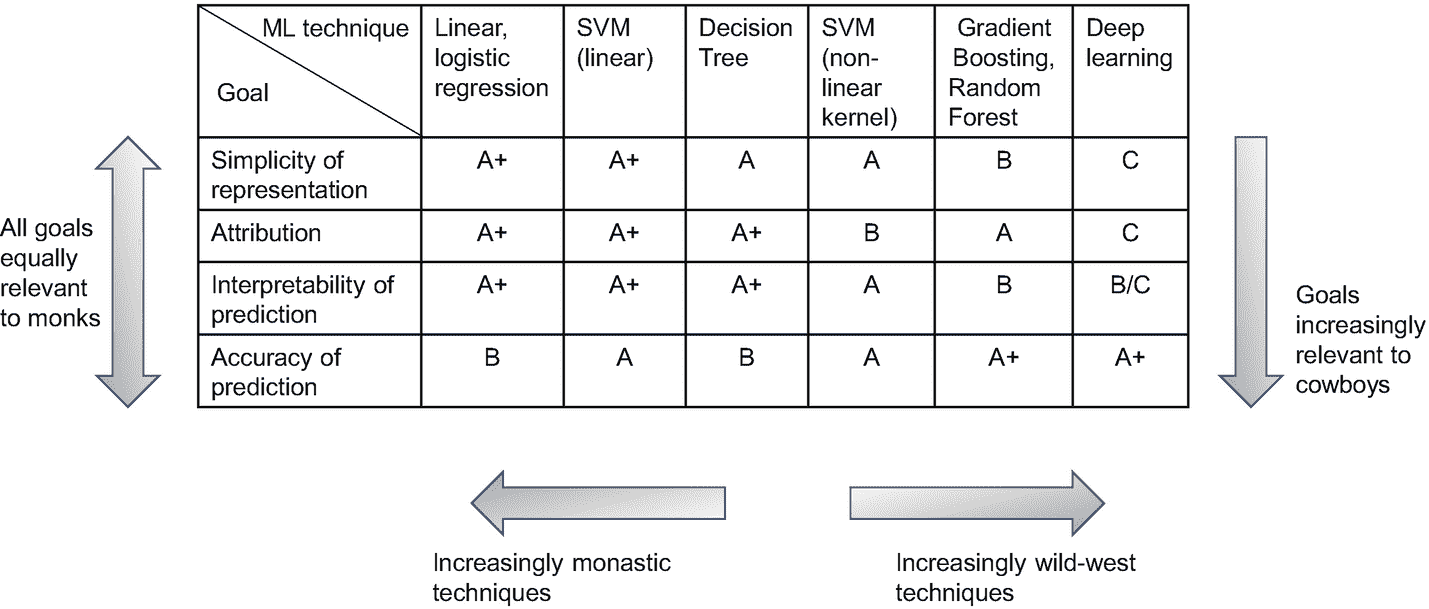 ML technique
Goal
Linear,
logistic
regression
SVM
(linear)
Decision
Tree
SVM
(non-
linear
kernel)
Gradient
Boosting,
Random
Forest
Deep
learning
Simplicity of
representation
A+
A+
A
A
B
C
Attribution
A+
A+
A+
B
A
C
Interpretability of
prediction
A+
A+
A+
A
B
B/C
Accuracy of
prediction
B
A
B
A
A+
A+
All goals
equally
relevant
to monks
Goals
increasingly
relevant to
cowboys
Increasingly monastic
techniques
Increasingly wild-west
techniques